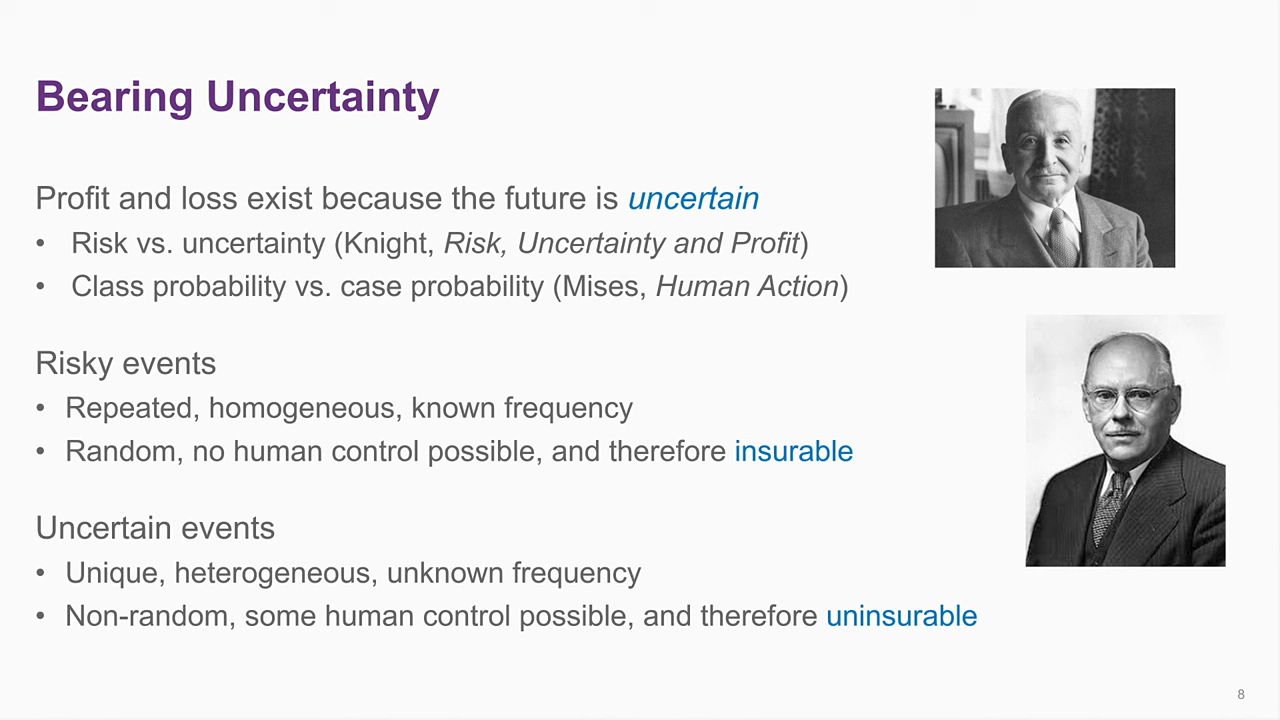 Bearing Uncertainty
Profit and loss exist because the future is uncertain
• Risk vs. uncertainty (Knight, Risk, Uncertainty and Profit)
• Class probability vs. case probability (Mises, Human Action)
Risky events
• Repeated, homogeneous, known frequency
• Random, no human control possible, and therefore insurable
Uncertain events
• Unique, heterogeneous, unknown frequency
• Non-random, some human control possible, and therefore uninsurable
8